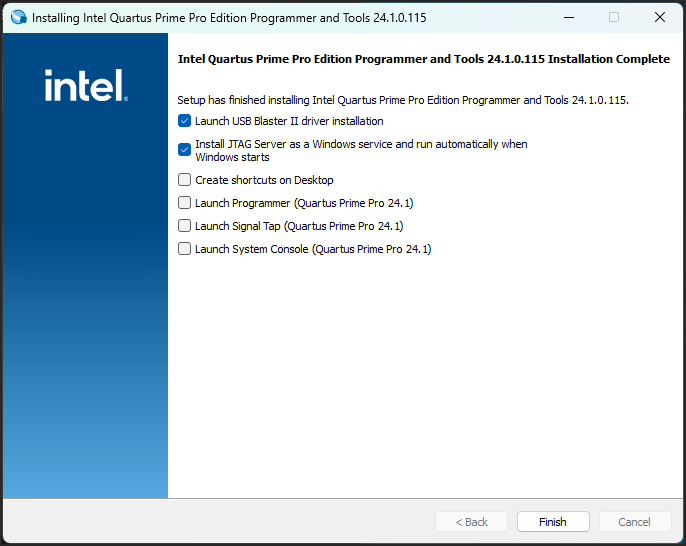 Installing Intel Quartus Prime Pro Edition Programmer and Tools 24.1.0.115
intel.
Intel Quartus Prime Pro Edition Programmer and Tools 24.1.0.115 Installation Complete
Setup has finished installing Intel Quartus Prime Pro Edition Programmer and Tools 24.1.0.115.
Launch USB Blaster II driver installation
Install JTAG Server as a Windows service and run automatically when
Windows starts
Create shortcuts on Desktop
Launch Programmer (Quartus Prime Pro 24.1)
Launch Signal Tap (Quartus Prime Pro 24.1)
Launch System Console (Quartus Prime Pro 24.1)
< Back
Finish
Cancel